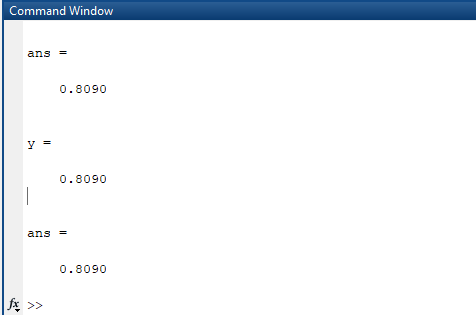 Command Window
ans =
0.8090
y =
0.8090
ans =
0.8090
fx >>